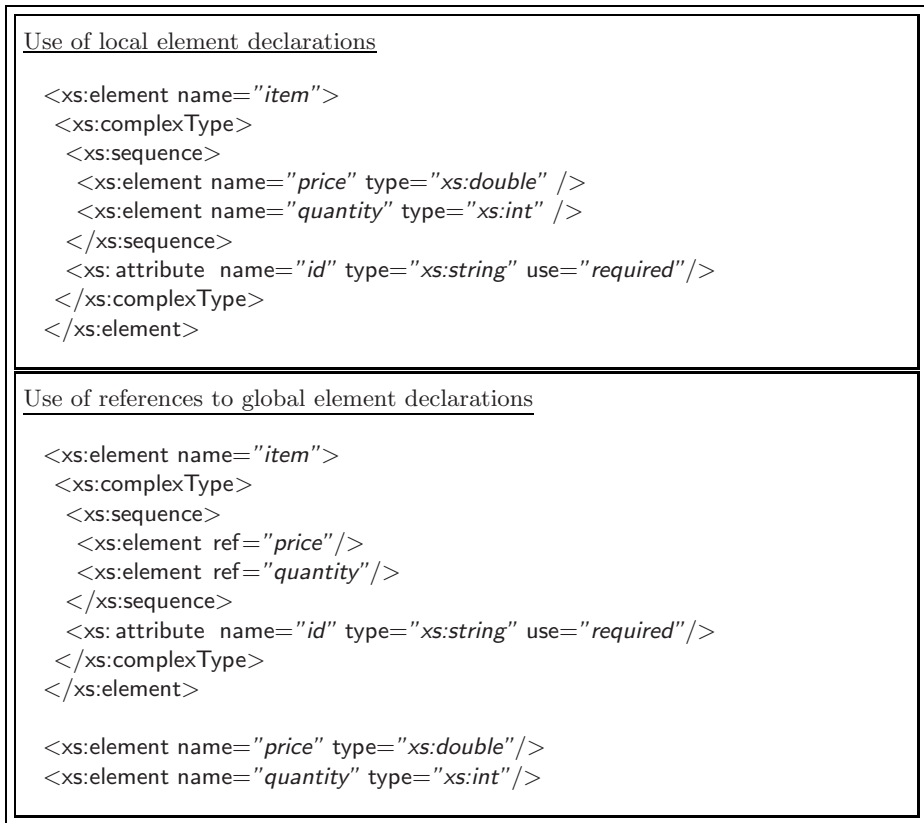 Use of local element declarations
<xs:element name="item">
<xs:complexType>
<xs:sequence>
<xs:element name="price" type="xs:double" />
<xs:element name="quantity" type="xs:int" />
</xs:sequence>
<xs: attribute name="id" type="xs:string" use="required"/>
</xs:complexType>
</xs:element>
Use of references to global element declarations
<xs:element name="item">
<xs:complexType>
<xs:sequence>
<xs:element ref="price"/>
<xs:element ref="quantity"/>
</xs:sequence>
<xs: attribute name="id" type="xs:string" use="required"/>
</xs:complexType>
</xs:element>
<xs:element name="price" type="xs:double"/>
<xs:element name="quantity" type="xs:int"/>